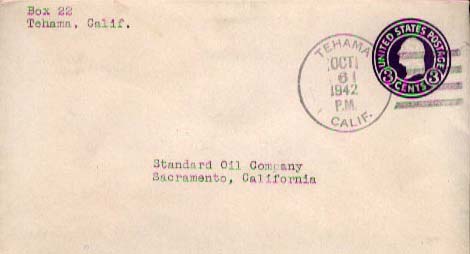 Box 22
Tehama, Calif.
UNITED STATES POSTAGE
3 CENTS 3
TEHAMA
OCT
6
1942
P.M.
CALIF.
Standard Oil Company
Sacramento, California